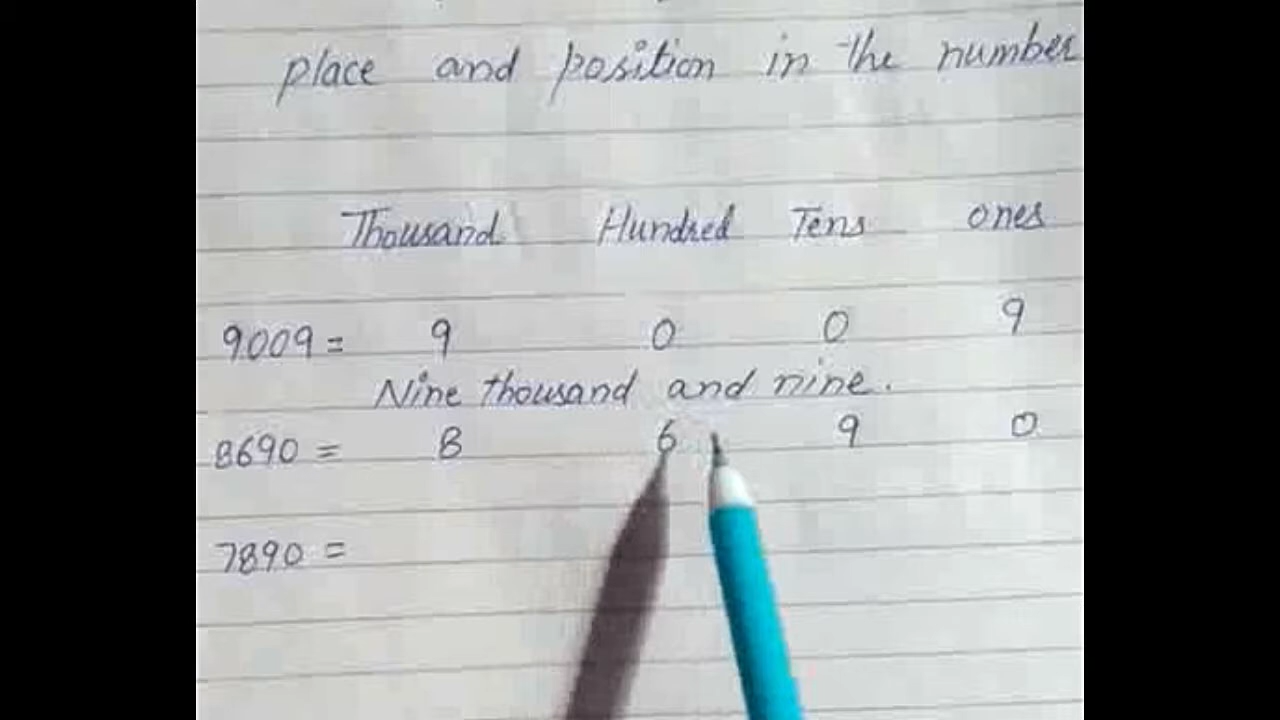 place and position in the number
Thousand Hundred Tens ones
9009 = 9 0 0 9
Nine thousand and nine.
8690 = 8 6 9 0
7890 =